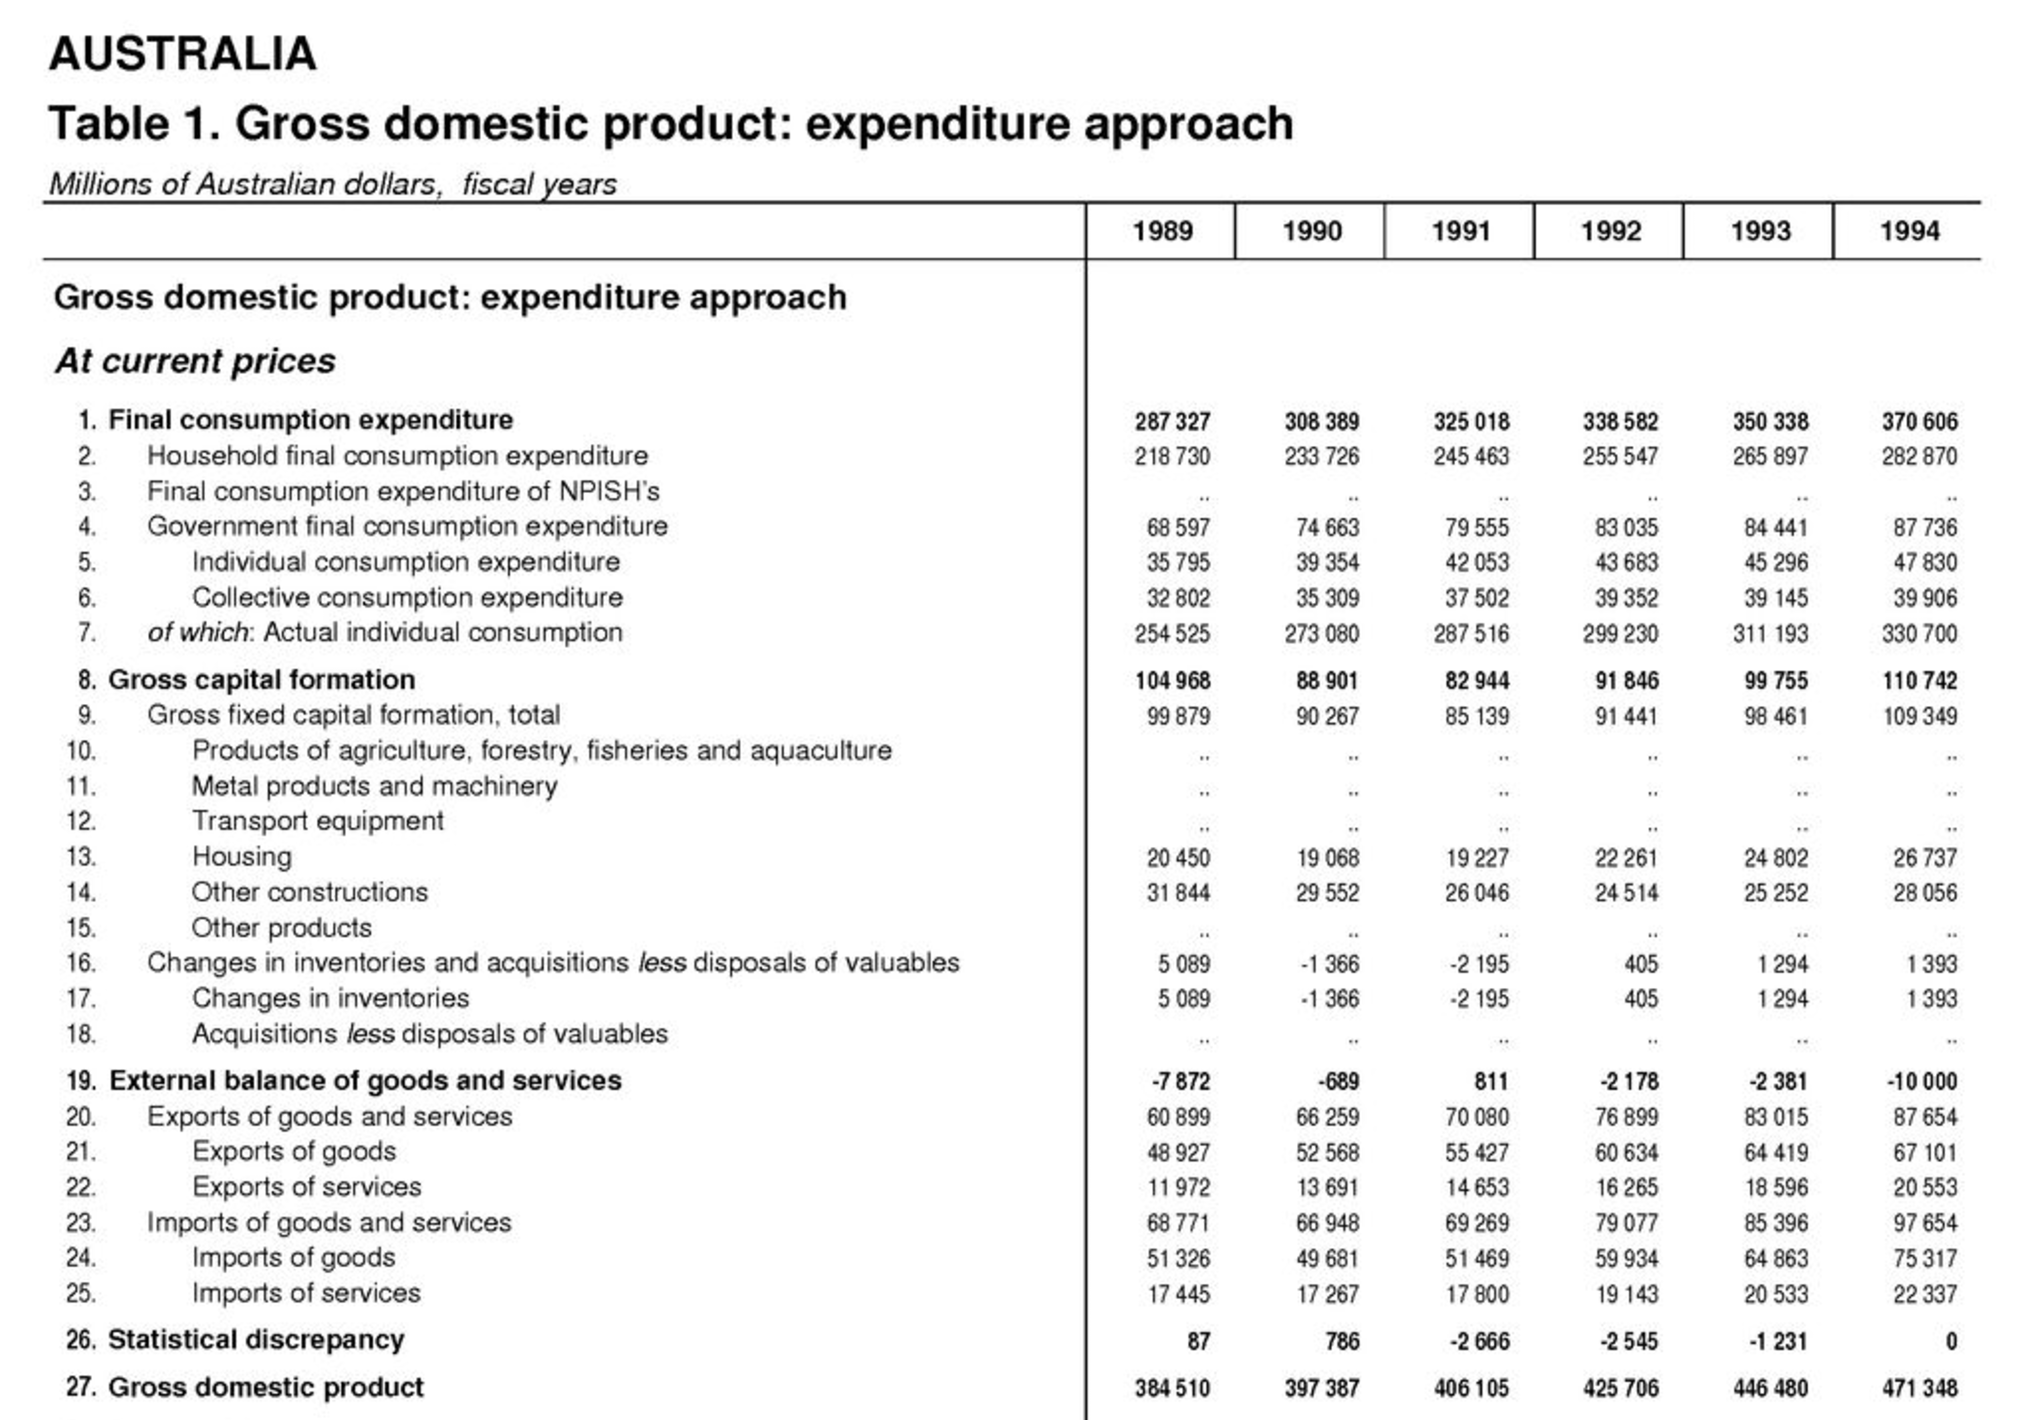 AUSTRALIA
Table 1. Gross domestic product: expenditure approach
Millions of Australian dollars, fiscal years
1989 1990 1991 1992 1993 1994
Gross domestic product: expenditure approach
At current prices
1. Final consumption expenditure 287 327 308 389 325 018 338 582 350 338 370 606
2. Household final consumption expenditure 218 730 233 726 245 463 255 547 265 897 282 870
3. Final consumption expenditure of NPISH's .. .. .. .. .. ..
4. Government final consumption expenditure 68 597 74 663 79 555 83 035 84 441 87 736
5. Individual consumption expenditure 35 795 39 354 42 053 43 683 45 296 47 830
6. Collective consumption expenditure 32 802 35 309 37 502 39 352 39 145 39 906
7. of which: Actual individual consumption 254 525 273 080 287 516 299 230 311 193 330 700
8. Gross capital formation 104 968 88 901 82 944 91 846 99 755 110 742
9. Gross fixed capital formation, total 99 879 90 267 85 139 91 441 98 461 109 349
10. Products of agriculture, forestry, fisheries and aquaculture .. .. .. .. .. ..
11. Metal products and machinery .. .. .. .. .. ..
12. Transport equipment .. .. .. .. .. ..
13. Housing 20 450 19 068 19 227 22 261 24 802 26 737
14. Other constructions 31 844 29 552 26 046 24 514 25 252 28 056
15. Other products .. .. .. .. .. ..
16. Changes in inventories and acquisitions less disposals of valuables 5 089 -1 366 -2 195 405 1 294 1 393
17. Changes in inventories 5 089 -1 366 -2 195 405 1 294 1 393
18. Acquisitions less disposals of valuables .. .. .. .. .. ..
19. External balance of goods and services -7 872 -689 811 -2 178 -2 381 -10 000
20. Exports of goods and services 60 899 66 259 70 080 76 899 83 015 87 654
21. Exports of goods 48 927 52 568 55 427 60 634 64 419 67 101
22. Exports of services 11 972 13 691 14 653 16 265 18 596 20 553
23. Imports of goods and services 68 771 66 948 69 269 79 077 85 396 97 654
24. Imports of goods 51 326 49 681 51 469 59 934 64 863 75 317
25. Imports of services 17 445 17 267 17 800 19 143 20 533 22 337
26. Statistical discrepancy 87 786 -2 666 -2 545 -1 231 0
27. Gross domestic product 384 510 397 387 406 105 425 706 446 480 471 348